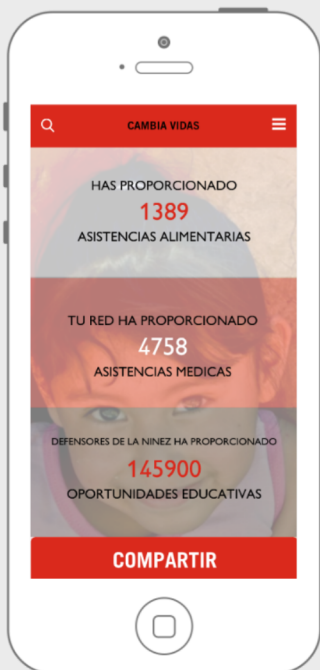 CAMBIA VIDAS
HAS PROPORCIONADO
1389
ASISTENCIAS ALIMENTARIAS
TU RED HA PROPORCIONADO
4758
ASISTENCIAS MEDICAS
DEFENSORES DE LA NINEZ HA PROPORCIONADO
145900
OPORTUNIDADES EDUCATIVAS
COMPARTIR